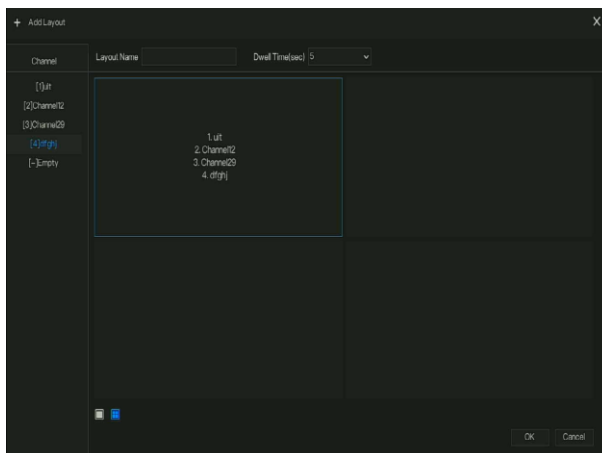 + Add Layout X
Channel
Layout Name
Dwell Time(sec) 5
[1]uit
[2]Channel12
[3]Channel29
[4]dfghj
[-]Empty
1. uit
2. Channel12
3. Channel29
4. dfghj
OK Cancel